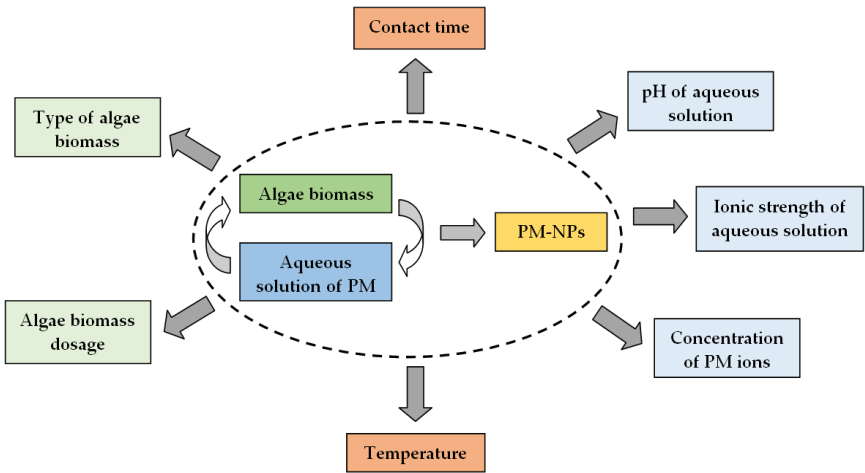 Contact time
pH of aqueous
solution
Type of algae
biomass
Algae biomass
Ionic strength of
aqueous solution
PM-NPs
Aqueous
solution of PM
Algae biomass
dosage
Concentration
of PM ions
Temperature